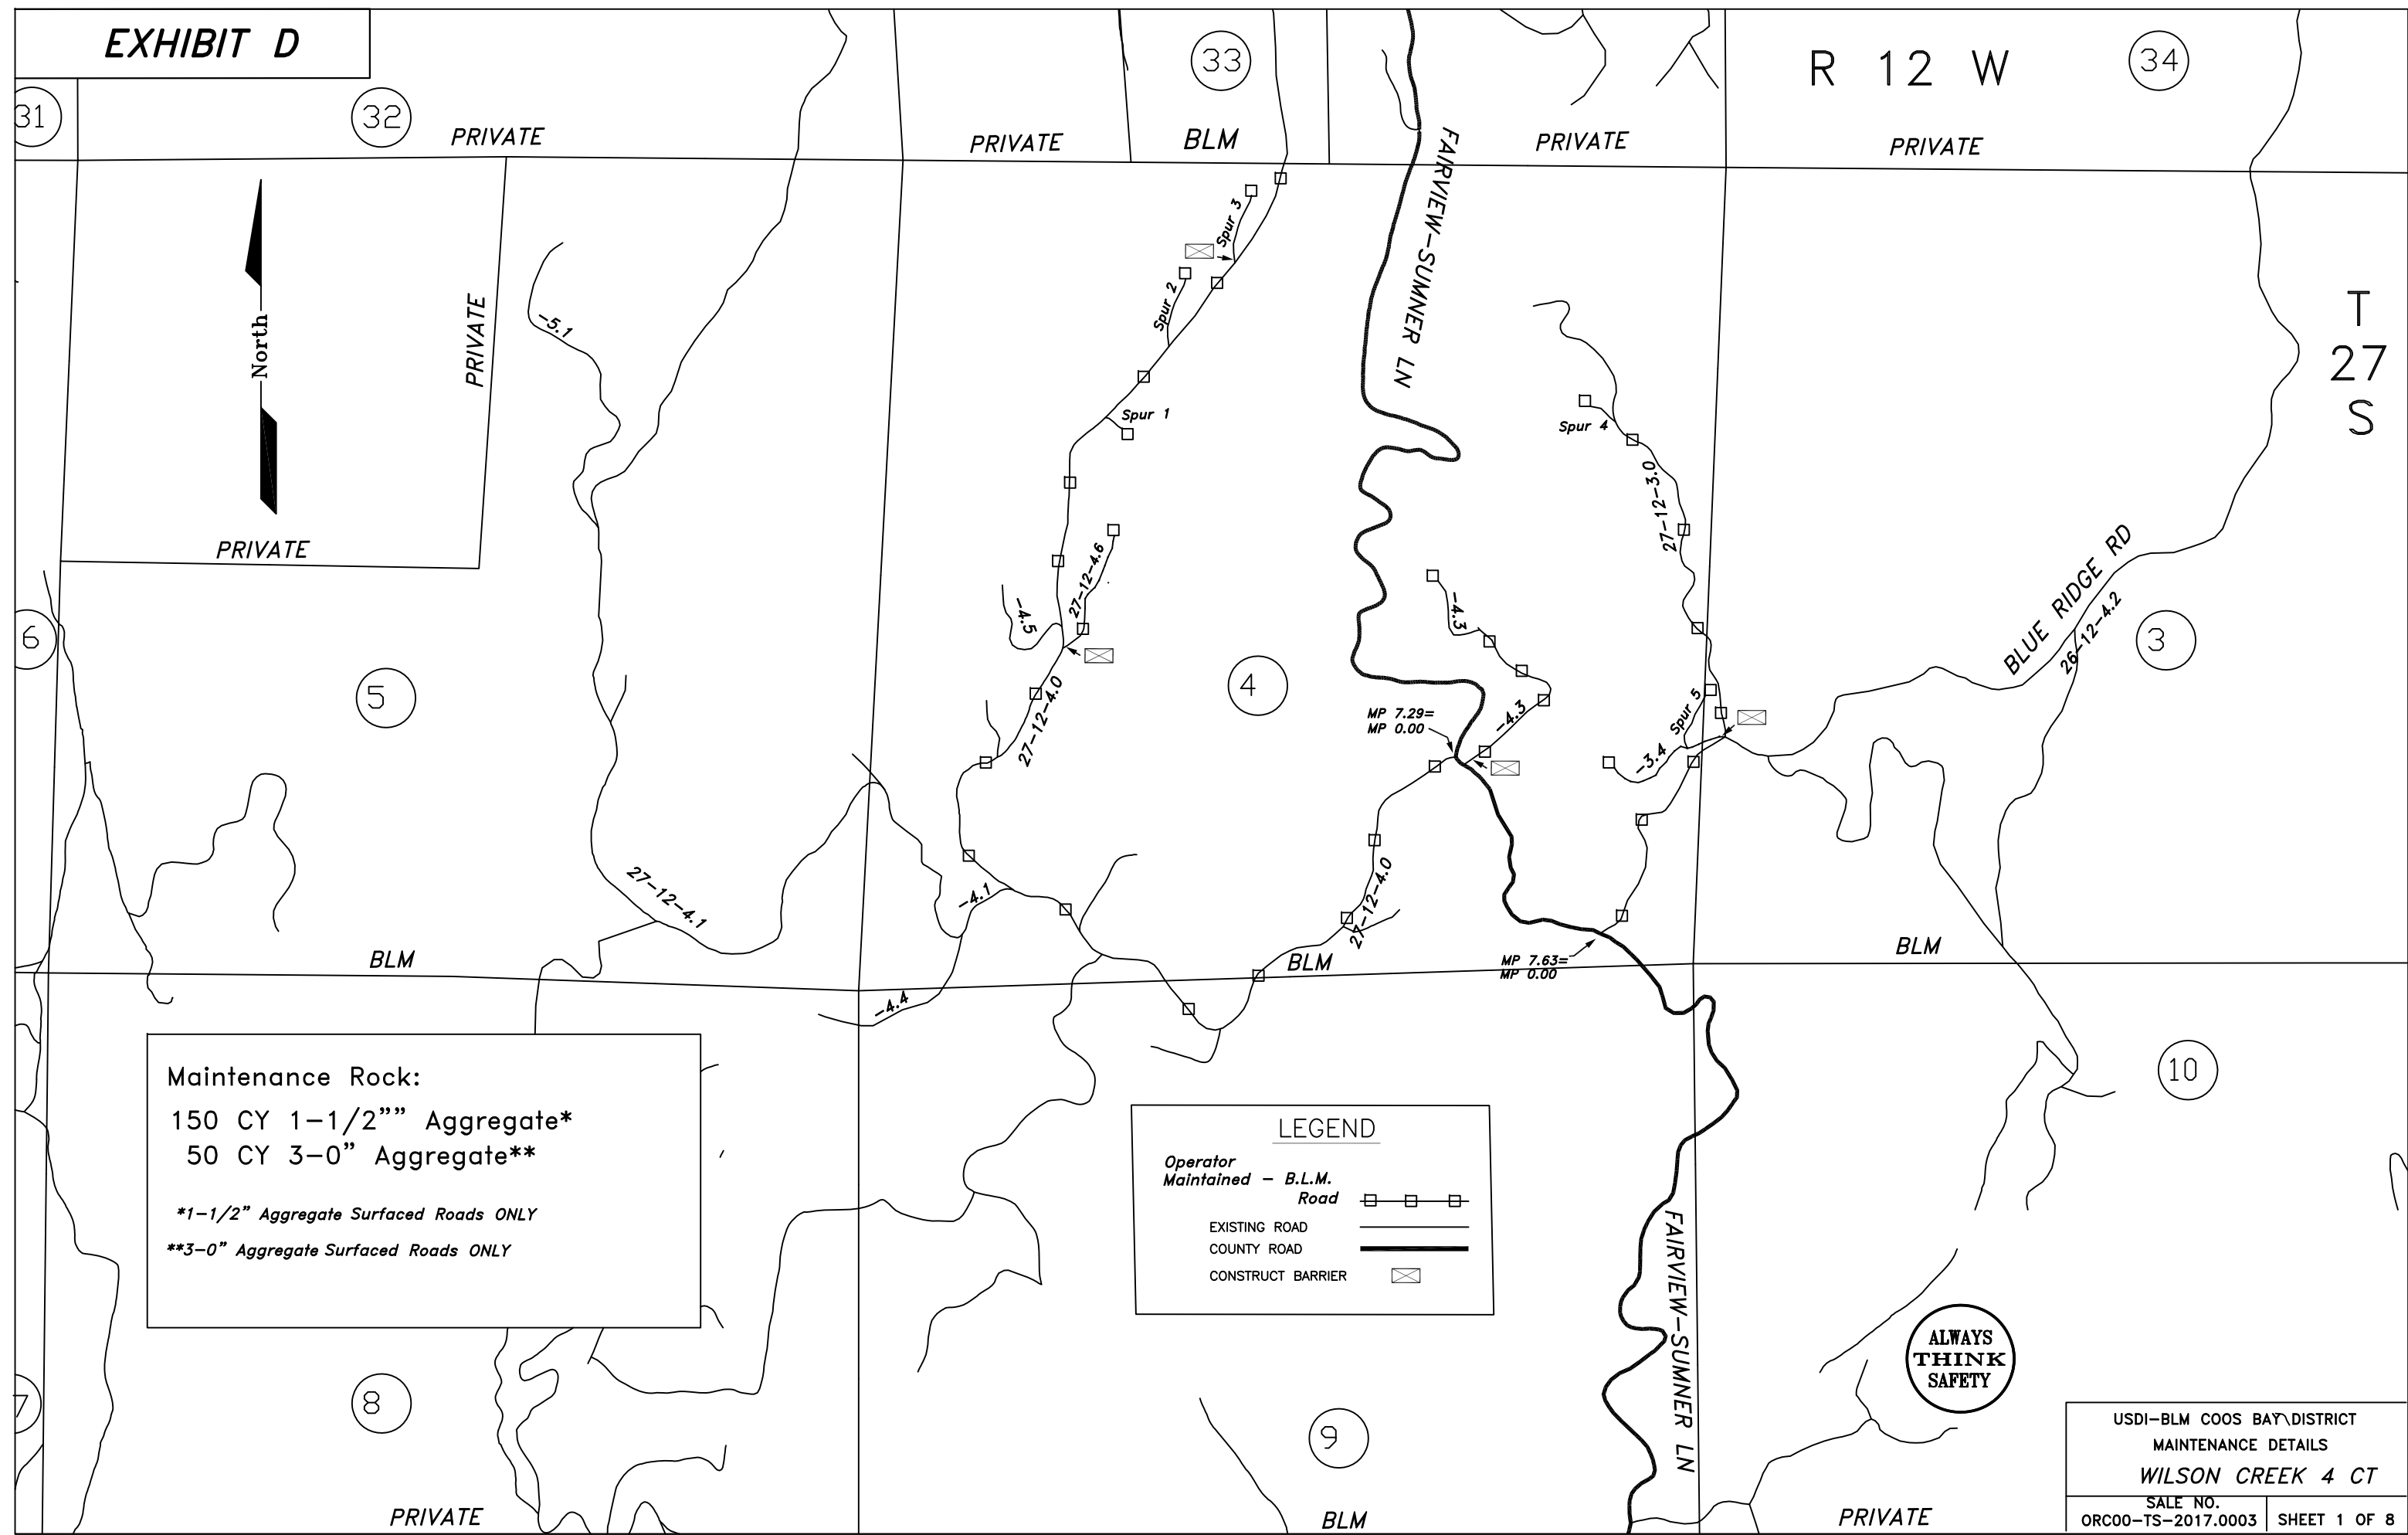 EXHIBIT D
31
32
33
34
R 12 W
PRIVATE
PRIVATE
BLM
PRIVATE
PRIVATE
T
27
S
North
PRIVATE
PRIVATE
-5.1
Spur 3
Spur 2
Spur 1
FAIRVIEW-SUMNER LN
Spur 4
27-12-3.0
27-12-4.6
-4.5
27-12-4.0
-4.3
-4.3
MP 7.29=
MP 0.00
Spur 5
-3.4
BLUE RIDGE RD
26-12-4.2
6
5
4
3
27-12-4.1
-4.1
27-12-4.0
BLM
BLM
BLM
MP 7.63=
MP 0.00
-4.4
10
Maintenance Rock:
150 CY 1-1/2"" Aggregate*
50 CY 3-0" Aggregate**
*1-1/2" Aggregate Surfaced Roads ONLY
**3-0" Aggregate Surfaced Roads ONLY
LEGEND
Operator
Maintained - B.L.M.
Road
EXISTING ROAD
COUNTY ROAD
CONSTRUCT BARRIER
FAIRVIEW-SUMNER LN
ALWAYS
THINK
SAFETY
7
8
9
PRIVATE
BLM
PRIVATE
USDI-BLM COOS BAY DISTRICT
MAINTENANCE DETAILS
WILSON CREEK 4 CT
SALE NO.
ORC00-TS-2017.0003
SHEET 1 OF 8